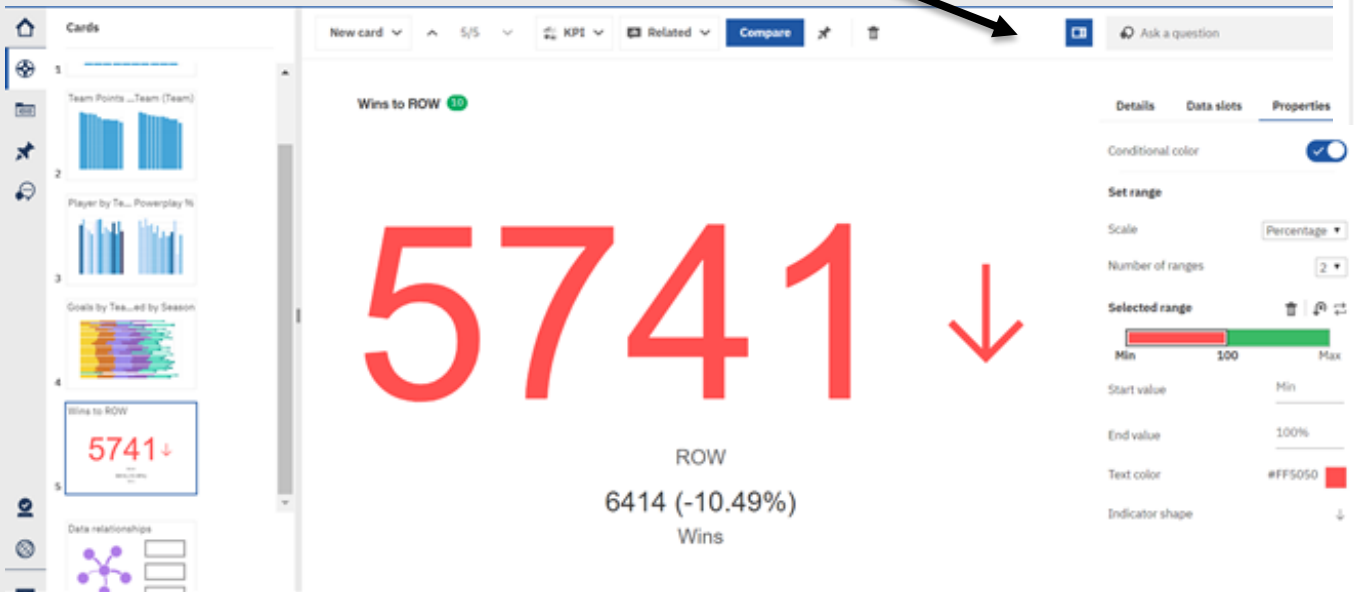 Cards
New card
5/5
KPI
Related
Compare
Ask a question
1
Team Points ...Team (Team)
2
Player by Te... Powerplay %
3
Goals by Tea...ed by Season
4
Wins to ROW
5741
5
Data relationships
Wins to ROW 10
5741
ROW
6414 (-10.49%)
Wins
Details Data slots Properties
Conditional color
Set range
Scale Percentage
Number of ranges 2
Selected range
Min 100 Max
Start value Min
End value 100%
Text color #FF5050
Indicator shape